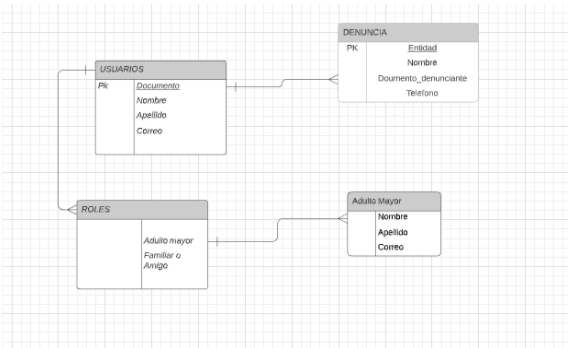 DENUNCIA
PK Entidad
Nombre
Doumento_denunciante
Teléfono
USUARIOS
Pk Documento
Nombre
Apellido
Correo
ROLES
Adulto mayor
Familiar o
Amigo
Adulto Mayor
Nombre
Apellido
Correo